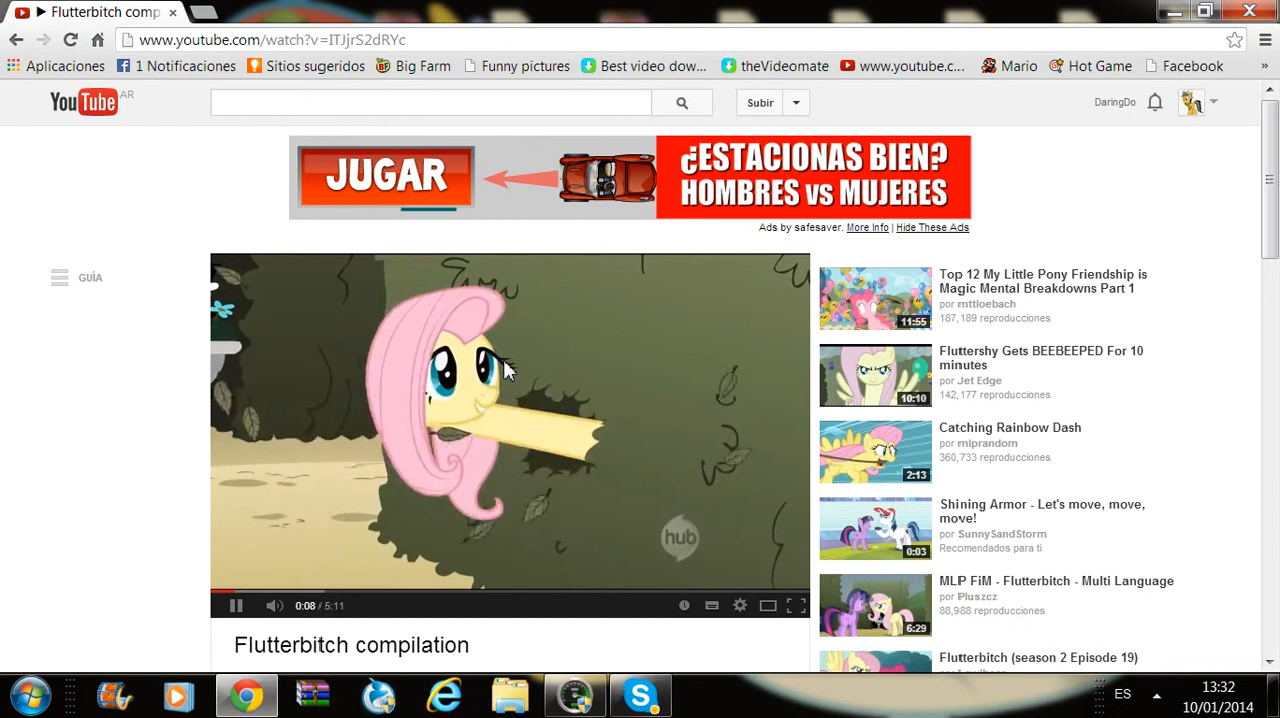 Flutterbitch comp
www.youtube.com/watch?v=ITJjrS2dRYc
Aplicaciones 1 Notificaciones Sitios sugeridos Big Farm Funny pictures Best video dow... theVideomate www.youtube.c... Mario Hot Game Facebook »
YouTube AR Subir DaringDo
JUGAR ¿ESTACIONAS BIEN?
HOMBRES vs MUJERES
Ads by safesaver. More Info | Hide These Ads
GUÍA
hub
0:08 / 5:11
Flutterbitch compilation
Top 12 My Little Pony Friendship is
Magic Mental Breakdowns Part 1
por mttloebach
187,189 reproducciones
11:55
Fluttershy Gets BEEBEEPED For 10
minutes
por Jet Edge
142,177 reproducciones
10:10
Catching Rainbow Dash
por mlprandom
360,733 reproducciones
2:13
Shining Armor - Let's move, move,
move!
por SunnySandStorm
Recomendados para ti
0:03
MLP FiM - Flutterbitch - Multi Language
por Pluszcz
88,988 reproducciones
6:29
Flutterbitch (season 2 Episode 19)
ES
13:32
10/01/2014